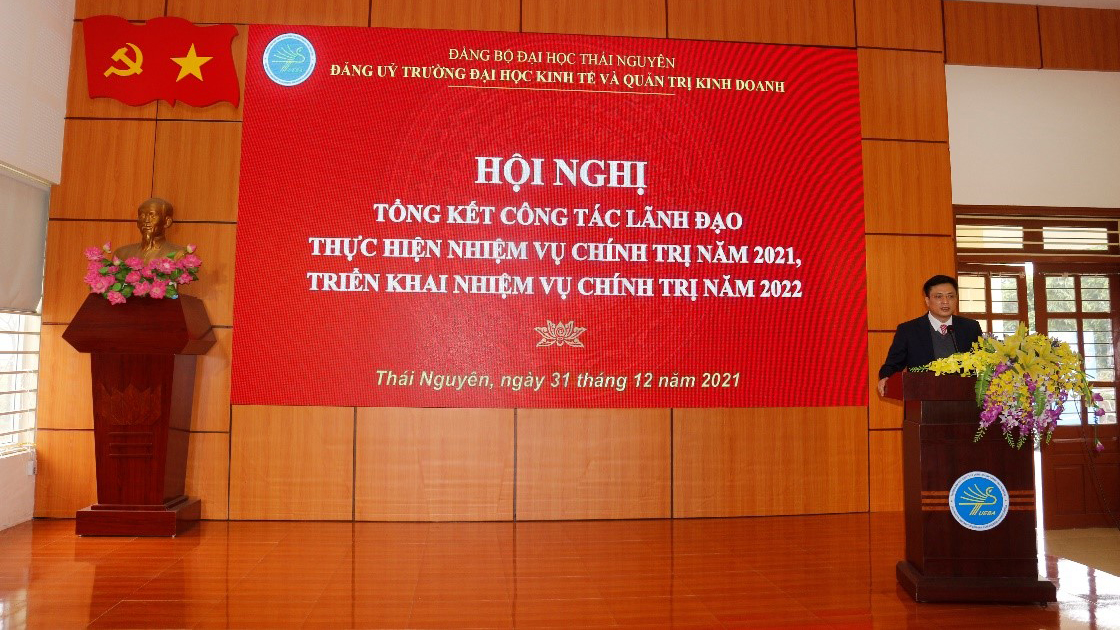 ĐẢNG BỘ ĐẠI HỌC THÁI NGUYÊN
ĐẢNG UỶ TRƯỜNG ĐẠI HỌC KINH TẾ VÀ QUẢN TRỊ KINH DOANH
HỘI NGHỊ
TỔNG KẾT CÔNG TÁC LÃNH ĐẠO
THỰC HIỆN NHIỆM VỤ CHÍNH TRỊ NĂM 2021,
TRIỂN KHAI NHIỆM VỤ CHÍNH TRỊ NĂM 2022
Thái Nguyên, ngày 31 tháng 12 năm 2021
TUEBA